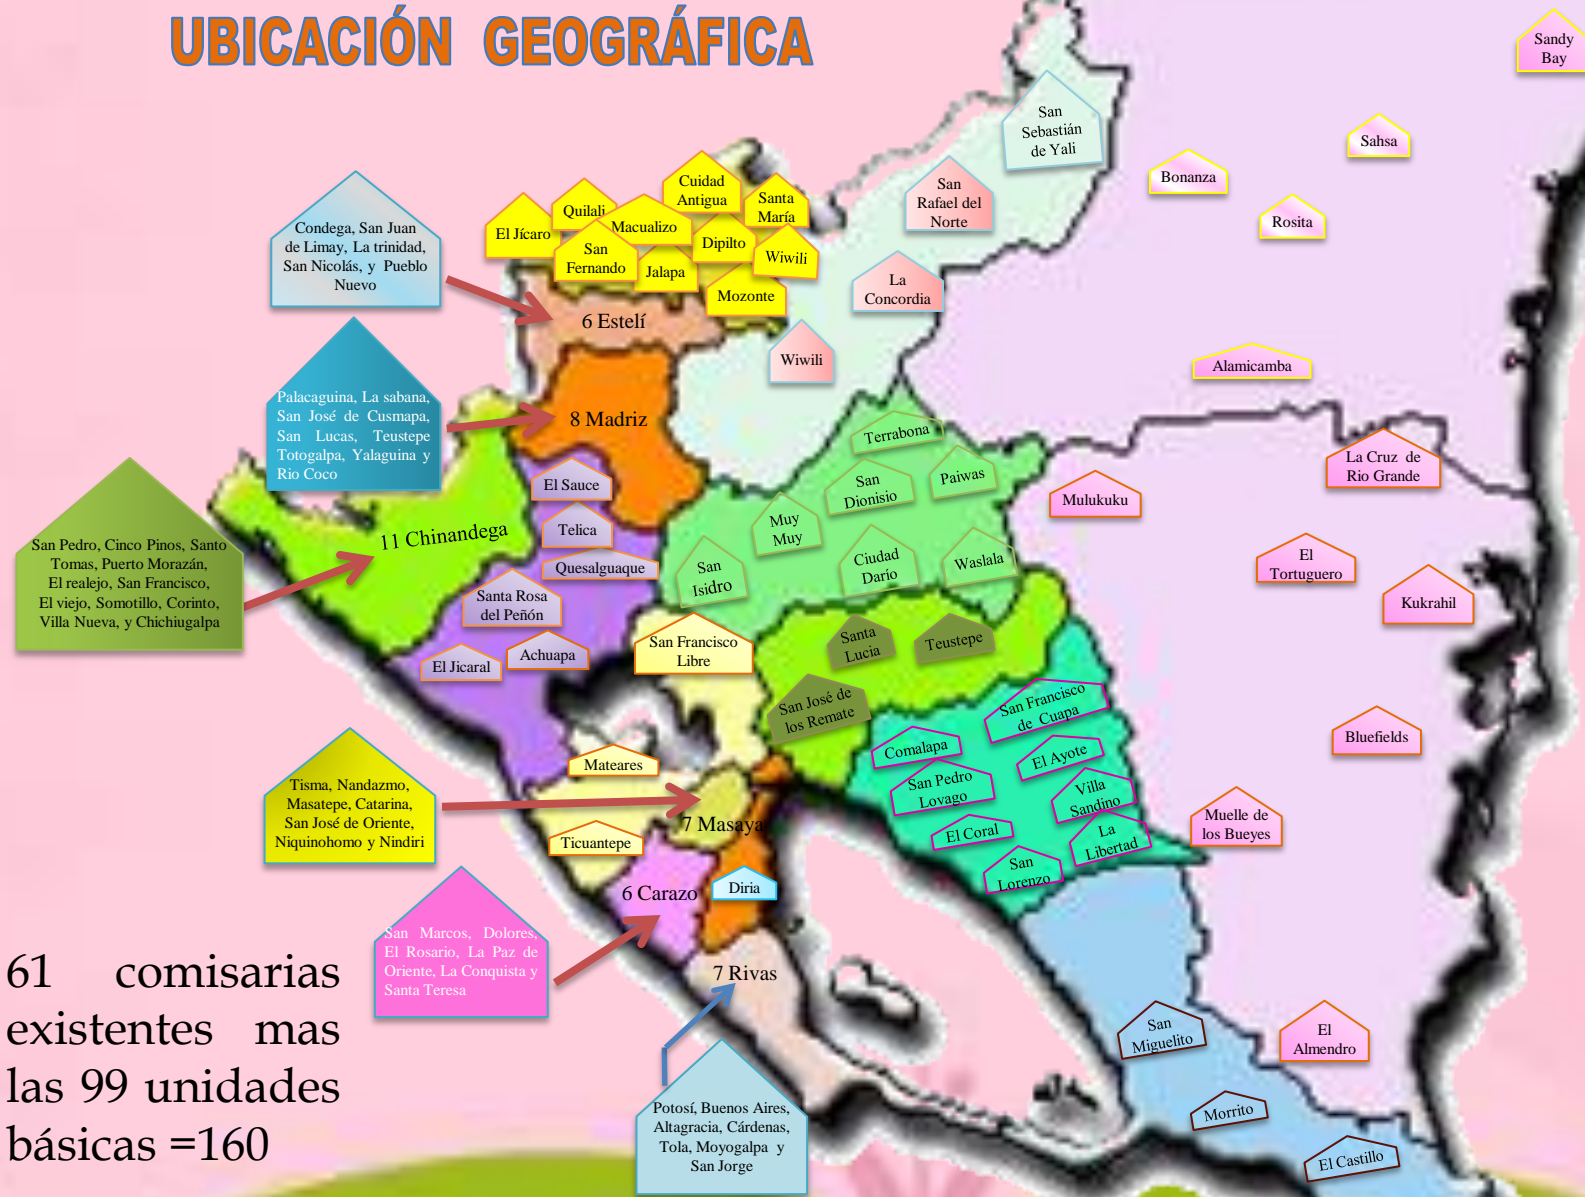 UBICACIÓN GEOGRÁFICA
Sandy
Bay
San
Sebastián
de Yali
Sahsa
Bonanza
Rosita
San
Rafael del
Norte
La
Concordia
Wiwili
Cuidad
Antigua
Santa
María
Quilali
El Jícaro
Macualizo
San
Fernando
Dipilto
Wiwili
Jalapa
Mozonte
Condega, San Juan
de Limay, La trinidad,
San Nicolás, y Pueblo
Nuevo
6 Estelí
Alamicamba
Palacaguina, La sabana,
San José de Cusmapa,
San Lucas, Teustepe
Totogalpa, Yalaguina y
Rio Coco
8 Madriz
Terrabona
San
Dionisio
Paiwas
Muy
Muy
Ciudad
Darío
Waslala
San
Isidro
La Cruz de
Rio Grande
Mulukuku
El
Tortuguero
Kukrahil
Bluefields
Muelle de
los Bueyes
El
Almendro
San Pedro, Cinco Pinos, Santo
Tomas, Puerto Morazán,
El realejo, San Francisco,
El viejo, Somotillo, Corinto,
Villa Nueva, y Chichiugalpa
11 Chinandega
El Sauce
Telica
Quesalguaque
Santa Rosa
del Peñón
Achuapa
El Jicaral
San Francisco
Libre
Santa
Lucia
Teustepe
San José de
los Remate
San Francisco
de Cuapa
Comalapa
El Ayote
San Pedro
Lovago
Villa
Sandino
El Coral
La
Libertad
San
Lorenzo
Mateares
Ticuantepe
Tisma, Nandazmo,
Masatepe, Catarina,
San José de Oriente,
Niquinohomo y Nindiri
7 Masaya
Diria
San Marcos, Dolores,
El Rosario, La Paz de
Oriente, La Conquista y
Santa Teresa
6 Carazo
7 Rivas
Potosí, Buenos Aires,
Altagracia, Cárdenas,
Tola, Moyogalpa y
San Jorge
San
Miguelito
Morrito
El Castillo
61 comisarias
existentes mas
las 99 unidades
básicas =160